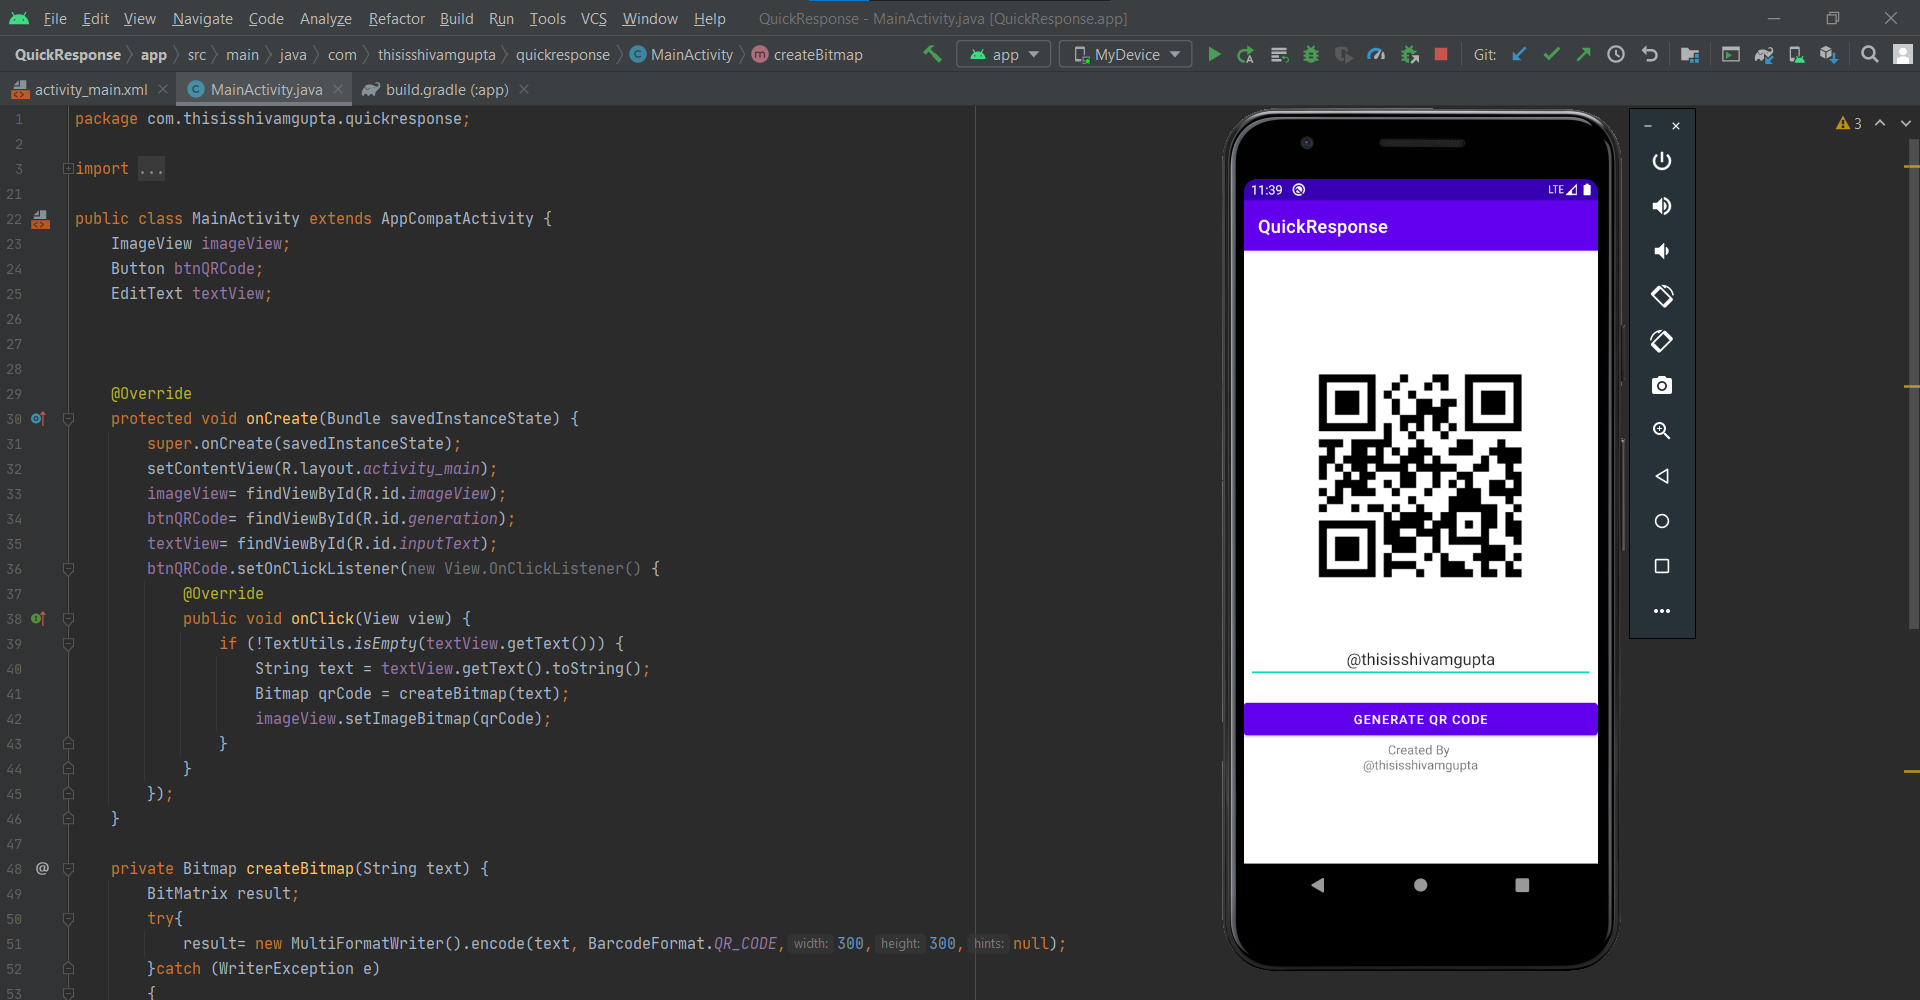 File Edit View Navigate Code Analyze Refactor Build Run Tools VCS Window Help QuickResponse - MainActivity.java [QuickResponse.app]
QuickResponse app src main java com thisisshivamgupta quickresponse MainActivity createBitmap app MyDevice Git:
activity_main.xml MainActivity.java build.gradle (:app)
1 package com.thisisshivamgupta.quickresponse;
2
3 import ...
21
22 public class MainActivity extends AppCompatActivity {
23 ImageView imageView;
24 Button btnQRCode;
25 EditText textView;
26
27
28
29 @Override
30 protected void onCreate(Bundle savedInstanceState) {
31 super.onCreate(savedInstanceState);
32 setContentView(R.layout.activity_main);
33 imageView= findViewById(R.id.imageView);
34 btnQRCode= findViewById(R.id.generation);
35 textView= findViewById(R.id.inputText);
36 btnQRCode.setOnClickListener(new View.OnClickListener() {
37 @Override
38 public void onClick(View view) {
39 if (!TextUtils.isEmpty(textView.getText())) {
40 String text = textView.getText().toString();
41 Bitmap qrCode = createBitmap(text);
42 imageView.setImageBitmap(qrCode);
43 }
44 }
45 });
46 }
47
48 @ private Bitmap createBitmap(String text) {
49 BitMatrix result;
50 try{
51 result= new MultiFormatWriter().encode(text, BarcodeFormat.QR_CODE, width: 300, height: 300, hints: null);
52 }catch (WriterException e)
53 {
3
11:39 LTE
QuickResponse
@thisisshivamgupta
GENERATE QR CODE
Created By
@thisisshivamgupta